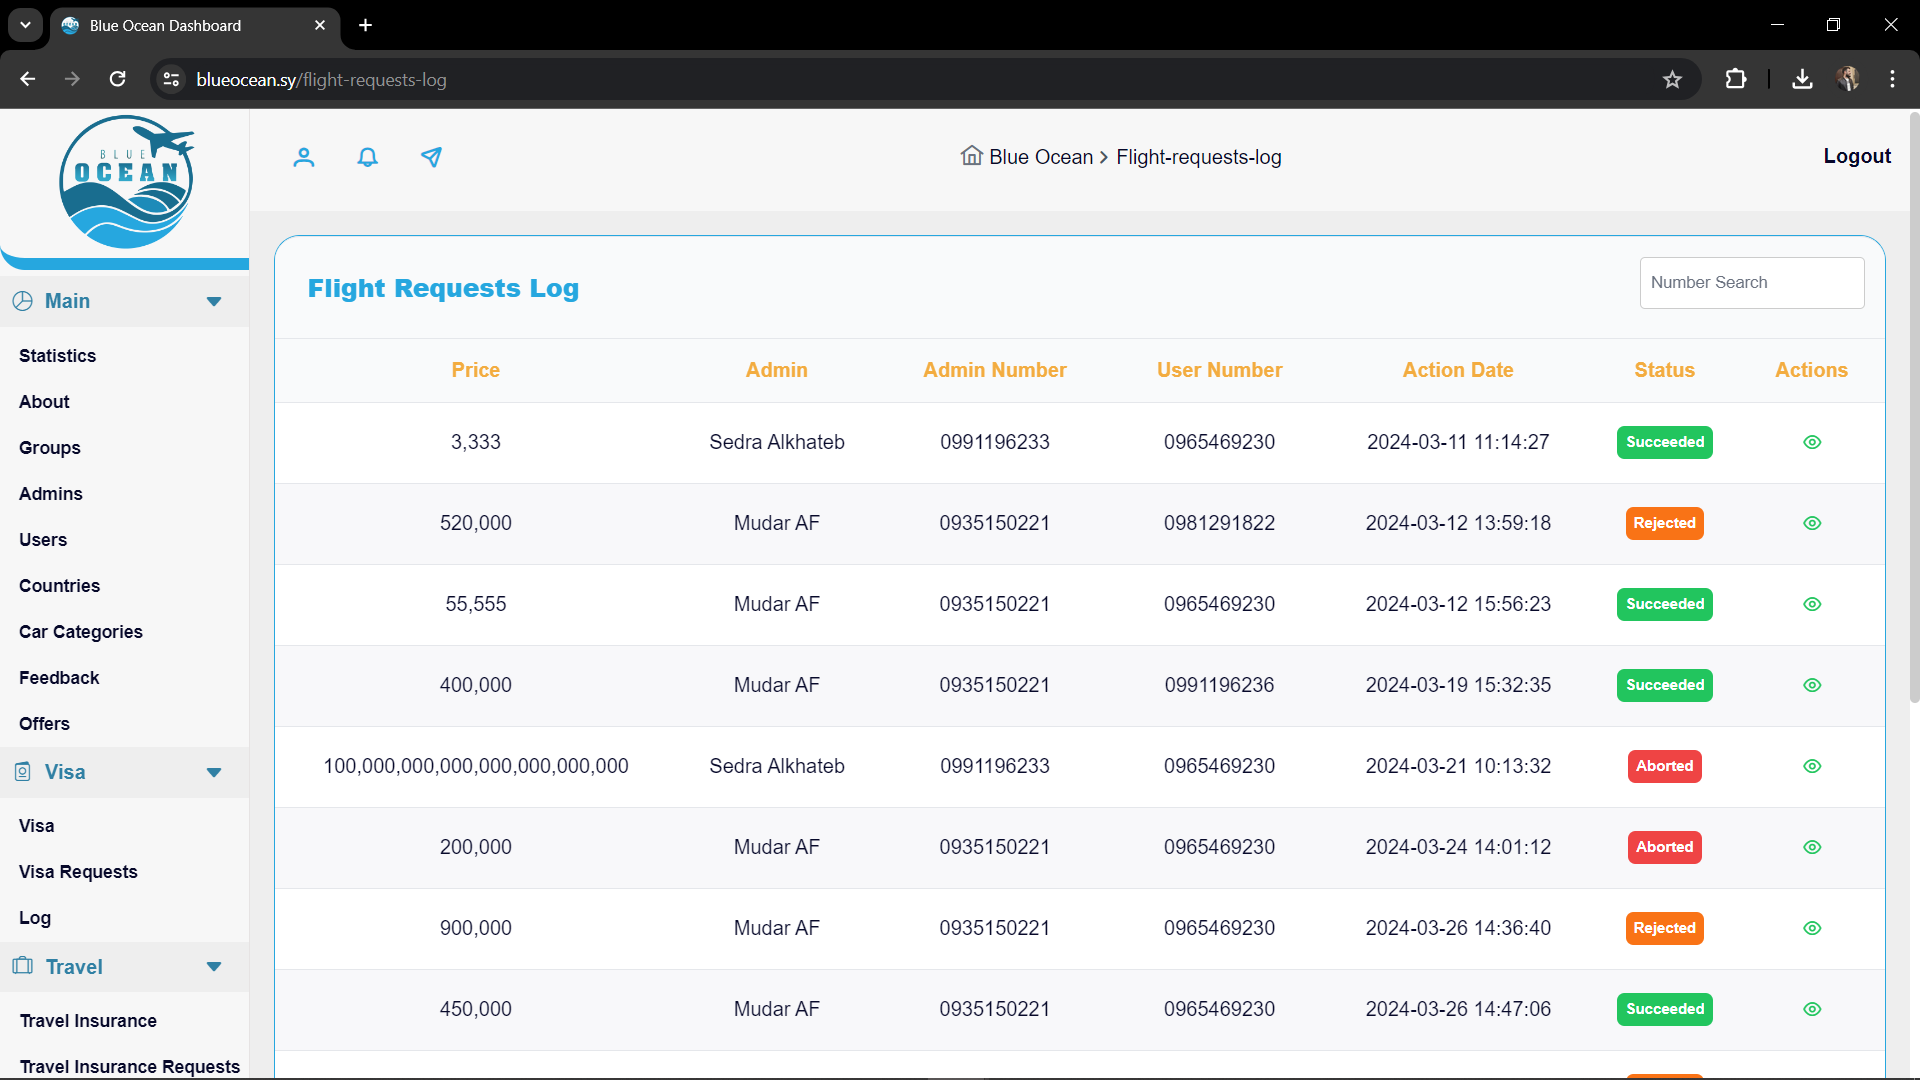 Blue Ocean Dashboard
blueocean.sy/flight-requests-log
BLUE
OCEAN
Blue Ocean > Flight-requests-log
Logout
Main
Statistics
About
Groups
Admins
Users
Countries
Car Categories
Feedback
Offers
Visa
Visa
Visa Requests
Log
Travel
Travel Insurance
Travel Insurance Requests
Flight Requests Log
Number Search
Price Admin Admin Number User Number Action Date Status Actions
3,333 Sedra Alkhateb 0991196233 0965469230 2024-03-11 11:14:27 Succeeded
520,000 Mudar AF 0935150221 0981291822 2024-03-12 13:59:18 Rejected
55,555 Mudar AF 0935150221 0965469230 2024-03-12 15:56:23 Succeeded
400,000 Mudar AF 0935150221 0991196236 2024-03-19 15:32:35 Succeeded
100,000,000,000,000,000,000,000 Sedra Alkhateb 0991196233 0965469230 2024-03-21 10:13:32 Aborted
200,000 Mudar AF 0935150221 0965469230 2024-03-24 14:01:12 Aborted
900,000 Mudar AF 0935150221 0965469230 2024-03-26 14:36:40 Rejected
450,000 Mudar AF 0935150221 0965469230 2024-03-26 14:47:06 Succeeded